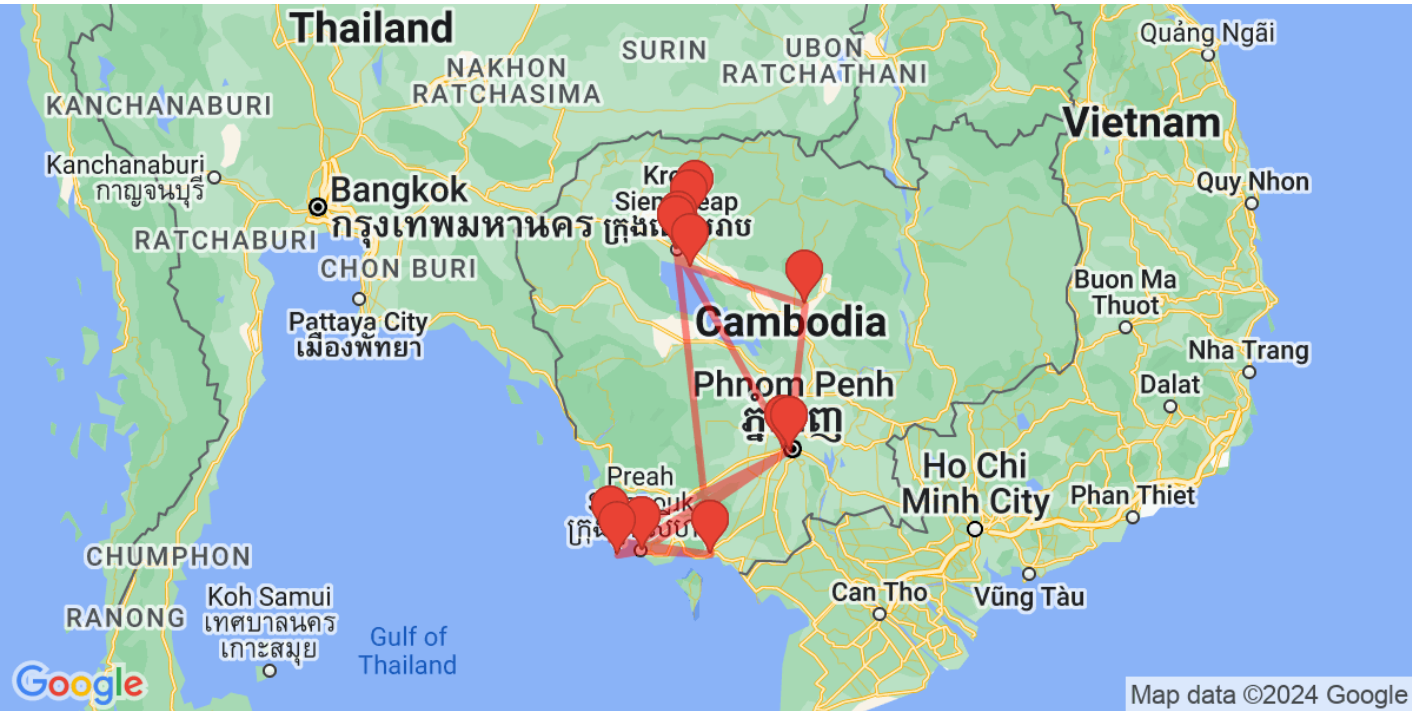 Thailand
SURIN
UBON
RATCHATHANI
Quảng Ngãi
NAKHON
RATCHASIMA
KANCHANABURI
Vietnam
Kanchanaburi
กาญจนบุรี
Bangkok
กรุงเทพมหานคร
Quy Nhon
RATCHABURI
CHON BURI
Buon Ma
Thuot
Pattaya City
เมืองพัทยา
Cambodia
Nha Trang
Phnom Penh
Dalat
Ho Chi
Minh City
Preah
Phan Thiet
CHUMPHON
RANONG
Koh Samui
เทศบาลนคร
เกาะสมุย
Can Tho
Vũng Tàu
Gulf of
Thailand
Google
Map data ©2024 Google